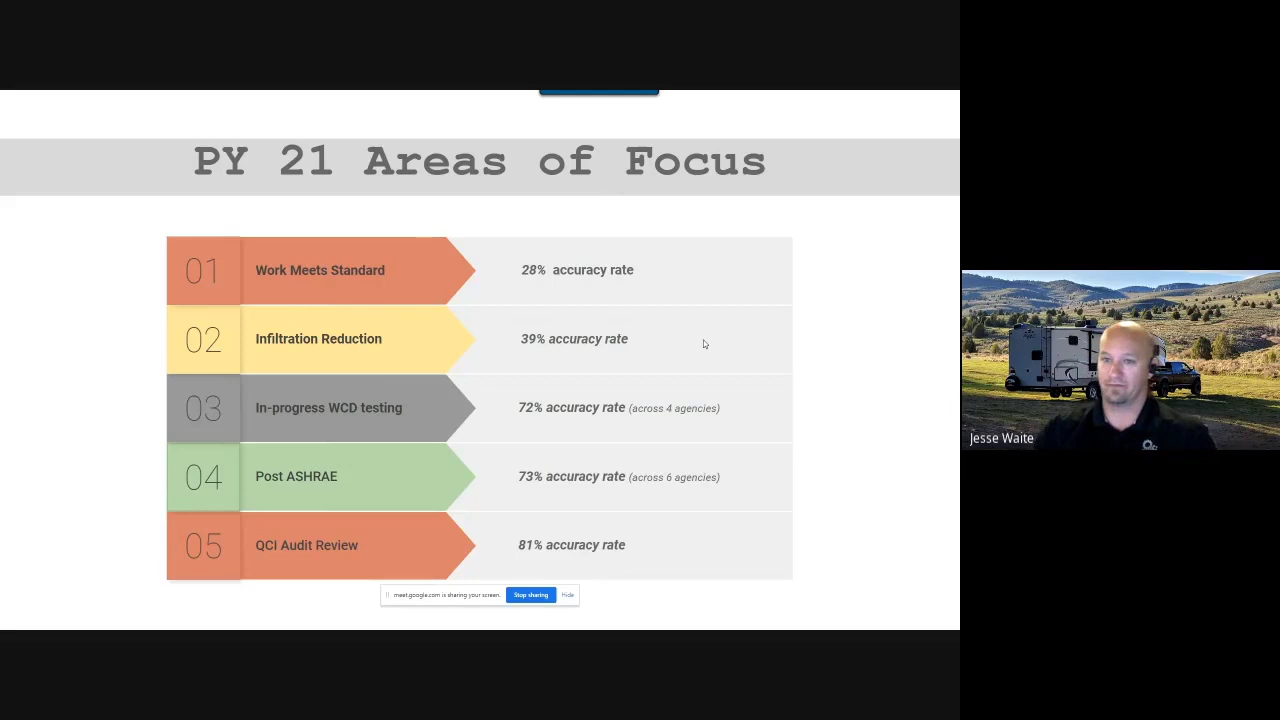 PY 21 Areas of Focus
01 Work Meets Standard 28% accuracy rate
02 Infiltration Reduction 39% accuracy rate
03 In-progress WCD testing 72% accuracy rate (across 4 agencies)
04 Post ASHRAE 73% accuracy rate (across 6 agencies)
05 QCI Audit Review 81% accuracy rate
meet.google.com is sharing your screen. Stop sharing Hide
Jesse Waite